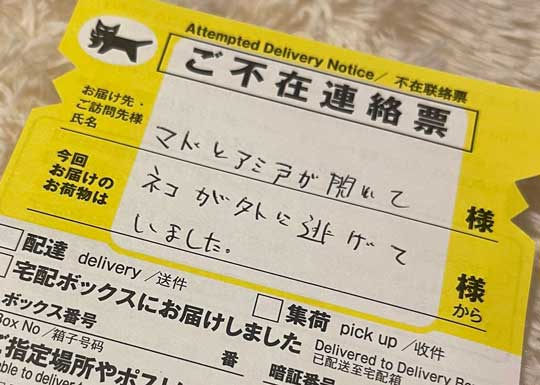 Attempted Delivery Notice／不在联络票
ご不在連絡票
お届け先・
ご訪問先様
氏名
マドとアミ戸が開いて
様
今回
お届けの
お荷物は
ネコが外に逃げて
いました。
様
から
配達 delivery／送件
宅配ボックスにお届けしました
集荷 pick up／收件
Delivered to Delivery Bo
已配送至宅配箱
ボックス番号
Box No／箱子号码
番
暗証番号
ご指定場所やポスト
able to deliver